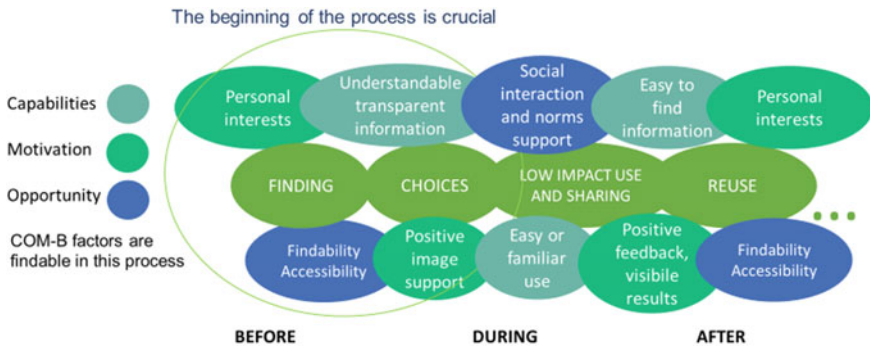 The beginning of the process is crucial
Capabilities
Motivation
Opportunity
COM-B factors are
findable in this process
Personal
interests
Understandable
transparent
information
Social
interaction
and norms
support
Easy to
find
information
Personal
interests
FINDING
CHOICES
LOW IMPACT USE
AND SHARING
REUSE
Findability
Accessibility
Positive
image
support
Easy or
familiar
use
Positive
feedback,
visibile
results
Findability
Accessibility
BEFORE
DURING
AFTER